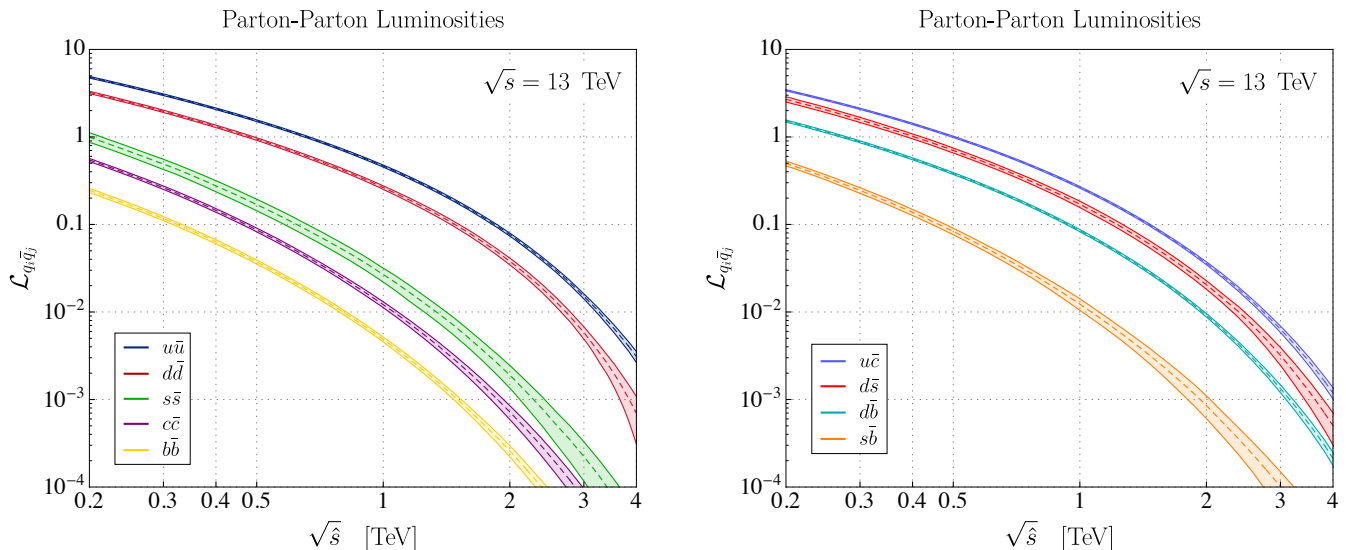 Parton-Parton Luminosities
√s = 13 TeV
10
1
0.1
10⁻²
10⁻³
10⁻⁴
ℒ_{q_i q̄_j}
uū
dd̄
ss̄
cc̄
bb̄
0.2 0.3 0.4 0.5 1 2 3 4
√ŝ [TeV]
Parton-Parton Luminosities
√s = 13 TeV
10
1
0.1
10⁻²
10⁻³
10⁻⁴
ℒ_{q_i q̄_j}
uc̄
ds̄
db̄
sb̄
0.2 0.3 0.4 0.5 1 2 3 4
√ŝ [TeV]